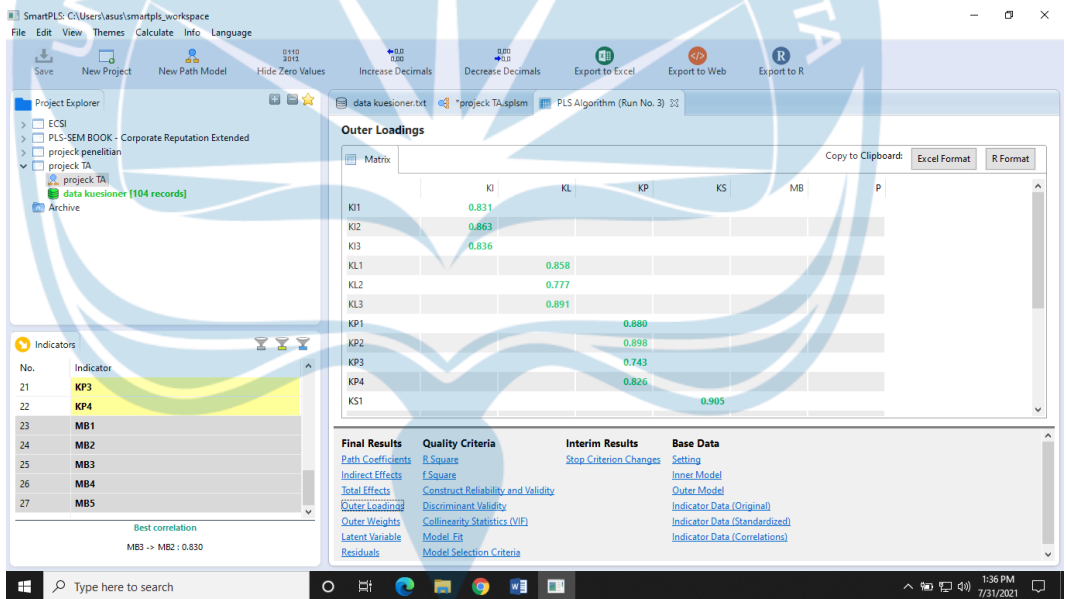 SmartPLS: C:\Users\asus\smartpls_workspace
File Edit View Themes Calculate Info Language
Save New Project New Path Model Hide Zero Values Increase Decimals Decrease Decimals Export to Excel Export to Web Export to R
Project Explorer
ECSI
PLS-SEM BOOK - Corporate Reputation Extended
projeck penelitian
projeck TA
projeck TA
data kuesioner [104 records]
Archive
Indicators
No. Indicator
21 KP3
22 KP4
23 MB1
24 MB2
25 MB3
26 MB4
27 MB5
Best correlation
MB3 -> MB2 : 0.830
data kuesioner.txt *projeck TA.splsm PLS Algorithm (Run No. 3)
Outer Loadings
Matrix Copy to Clipboard: Excel Format R Format
KI KL KP KS MB P
KI1 0.831
KI2 0.863
KI3 0.836
KL1 0.858
KL2 0.777
KL3 0.891
KP1 0.880
KP2 0.898
KP3 0.743
KP4 0.826
KS1 0.905
Final Results Quality Criteria Interim Results Base Data
Path Coefficients R Square Stop Criterion Changes Setting
Indirect Effects f Square Inner Model
Total Effects Construct Reliability and Validity Outer Model
Outer Loadings Discriminant Validity Indicator Data (Original)
Outer Weights Collinearity Statistics (VIF) Indicator Data (Standardized)
Latent Variable Model_Fit Indicator Data (Correlations)
Residuals Model Selection Criteria
Type here to search
1:36 PM
7/31/2021